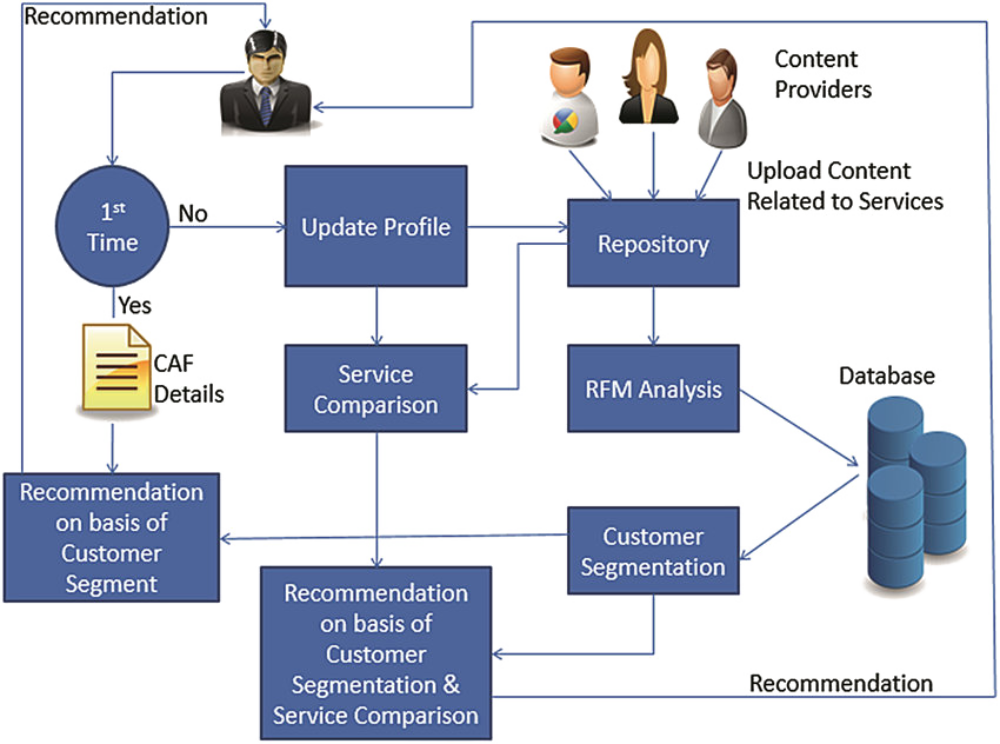 Recommendation
Content
Providers
Upload Content
Related to Services
1st
Time
No
Update Profile
Repository
Yes
CAF
Details
Service
Comparison
RFM Analysis
Database
Recommendation
on basis of
Customer
Segment
Customer
Segmentation
Recommendation
on basis of
Customer
Segmentation &
Service Comparison
Recommendation